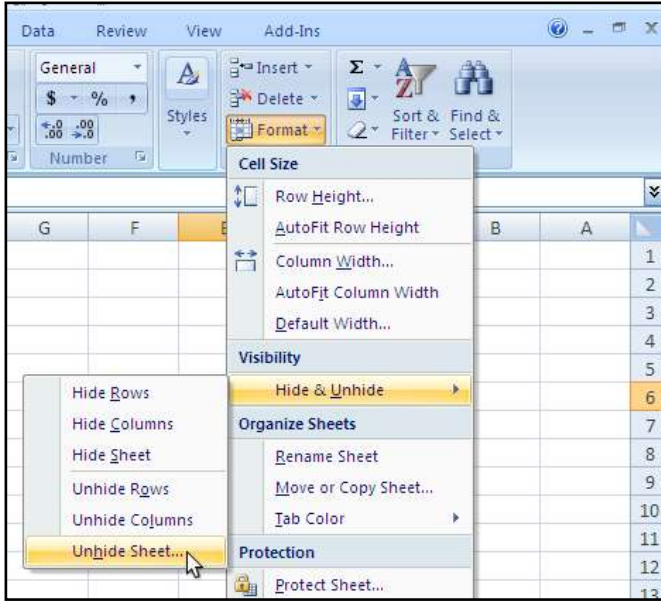 Data Review View Add-Ins
General
$ % ,
.0 .00
.00 .0
Number
Styles
Insert
Delete
Format
Σ
Sort & Filter
Find & Select
Cell Size
Row Height...
AutoFit Row Height
Column Width...
AutoFit Column Width
Default Width...
Visibility
Hide & Unhide
Organize Sheets
Rename Sheet
Move or Copy Sheet...
Tab Color
Protection
Protect Sheet...
Hide Rows
Hide Columns
Hide Sheet
Unhide Rows
Unhide Columns
Unhide Sheet...
G F E B A
1
2
3
4
5
6
7
8
9
10
11
12
13